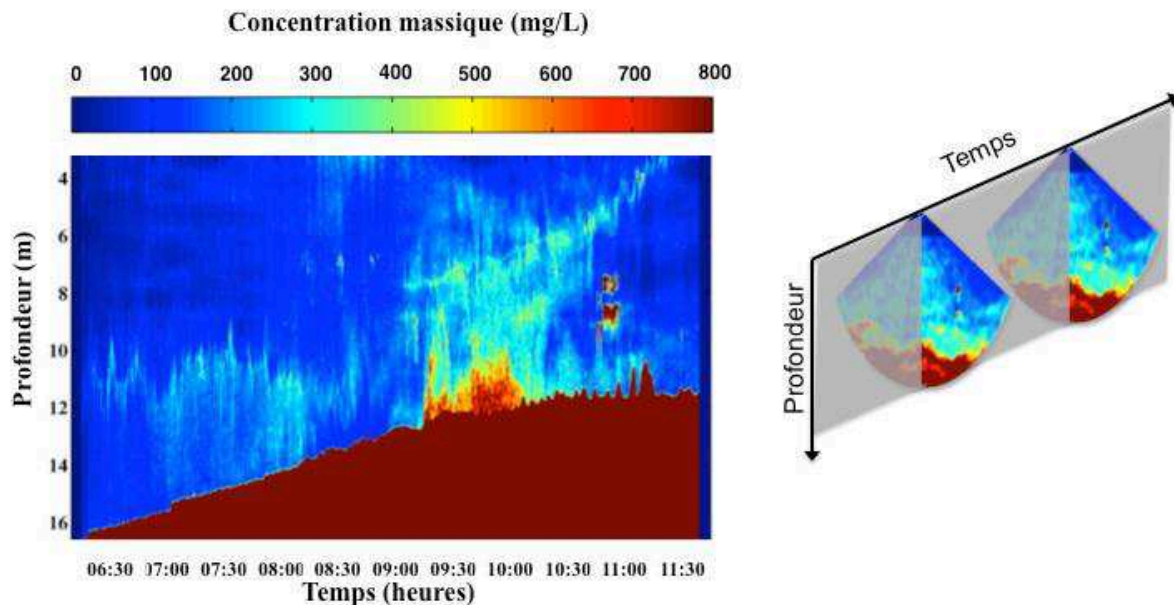 Concentration massique (mg/L)
0 100 200 300 400 500 600 700 800
Profondeur (m)
4
6
8
10
12
14
16
06:30 07:00 07:30 08:00 08:30 09:00 09:30 10:00 10:30 11:00 11:30
Temps (heures)
Temps
Profondeur